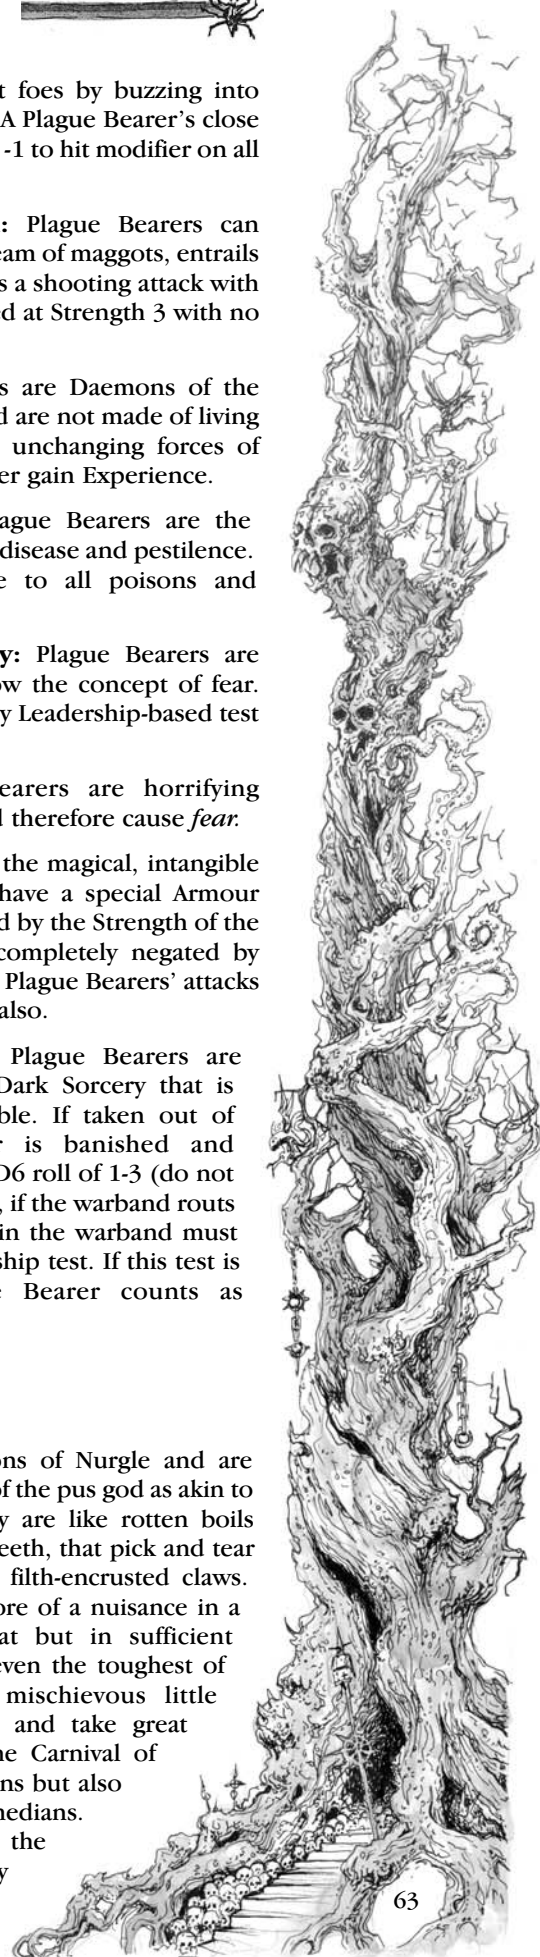 t foes by buzzing into
A Plague Bearer's close
-1 to hit modifier on all
: Plague Bearers can
eam of maggots, entrails
s a shooting attack with
ed at Strength 3 with no
s are Daemons of the
d are not made of living
unchanging forces of
er gain Experience.
ague Bearers are the
disease and pestilence.
e to all poisons and
y: Plague Bearers are
ow the concept of fear.
y Leadership-based test
earers are horrifying
d therefore cause fear.
the magical, intangible
have a special Armour
d by the Strength of the
completely negated by
Plague Bearers' attacks
also.
Plague Bearers are
Dark Sorcery that is
ble. If taken out of
r is banished and
D6 roll of 1-3 (do not
, if the warband routs
in the warband must
ship test. If this test is
e Bearer counts as
ons of Nurgle and are
of the pus god as akin to
y are like rotten boils
eeth, that pick and tear
filth-encrusted claws.
ore of a nuisance in a
at but in sufficient
even the toughest of
mischievous little
and take great
he Carnival of
ns but also
medians.
the
y
63